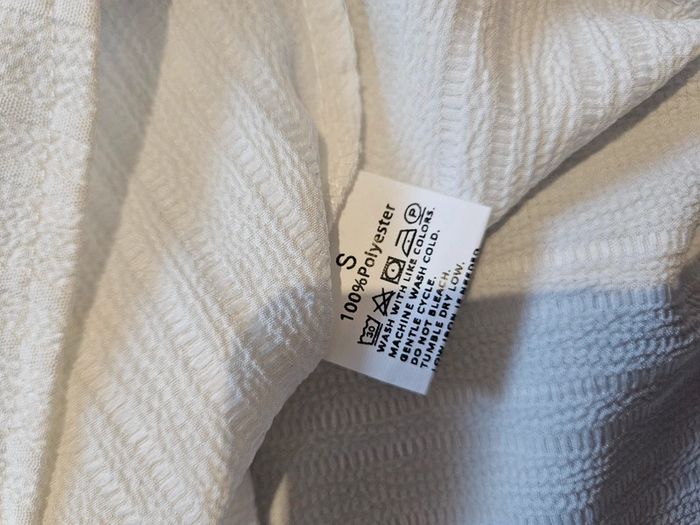 S
100%Polyester
30 P
WASH WITH LIKE COLORS.
MACHINE WASH COLD.
GENTLE CYCLE.
DO NOT BLEACH.
TUMBLE DRY LOW.
LOW IRON IF NEEDED